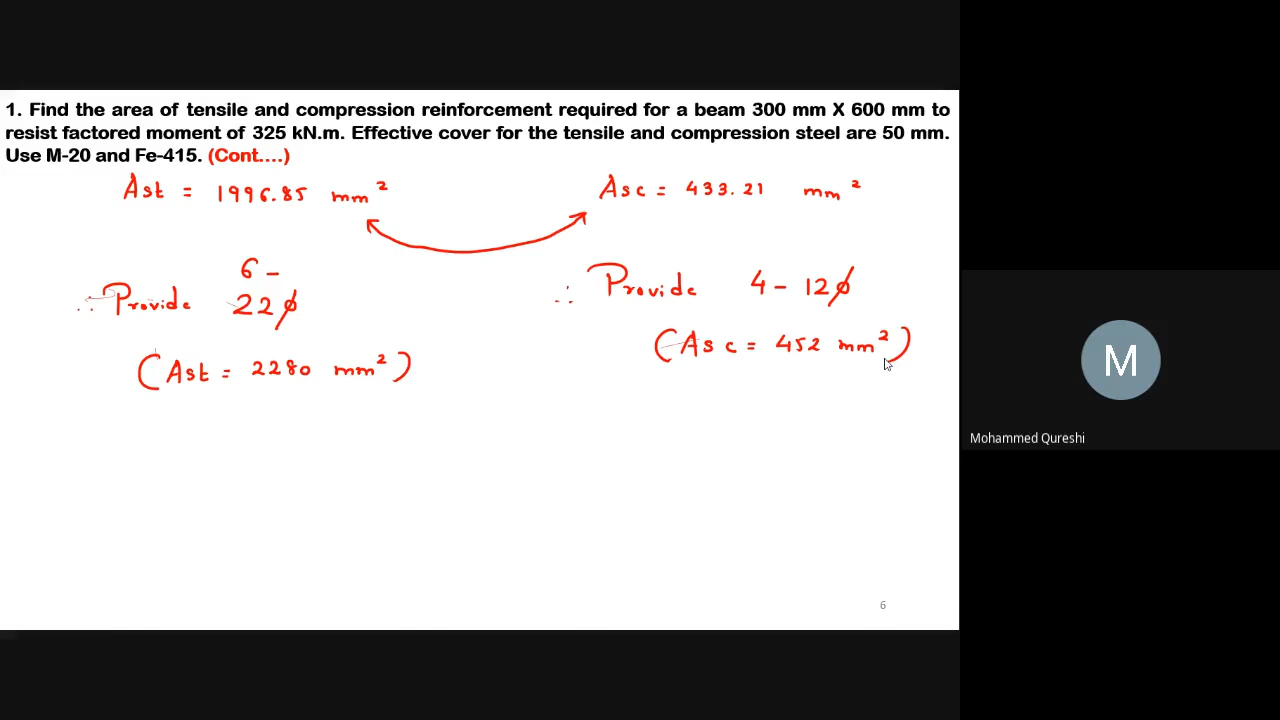 1. Find the area of tensile and compression reinforcement required for a beam 300 mm X 600 mm to
resist factored moment of 325 kN.m. Effective cover for the tensile and compression steel are 50 mm.
Use M-20 and Fe-415. (Cont....)
Ast = 1996.85 mm²
Asc = 433.21 mm²
6 -
∴ Provide 22ϕ
(Ast = 2280 mm²)
∴ Provide 4 - 12ϕ
(Asc = 452 mm²)
6
M
Mohammed Qureshi